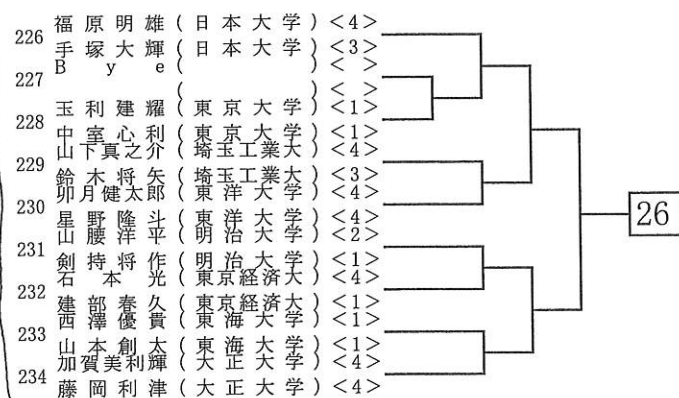 226 福原明雄(日本大学)<4>
手塚大輝(日本大学)<3>
227 Bye( )< >
( )< >
228 玉利建耀(東京大学)<1>
中室心利(東京大学)<1>
229 山下真之介(埼玉工業大)<4>
鈴木将矢(埼玉工業大)<3>
230 卯月健太郎(東洋大学)<4>
星野隆斗(東洋大学)<4>
231 山腰洋平(明治大学)<2>
剣持将作(明治大学)<1>
232 石本光(東京経済大)<4>
建部春久(東京経済大)<1>
233 西澤優貴(東海大学)<1>
山本創太(東海大学)<1>
234 加賀美利輝(大正大学)<4>
藤岡利津(大正大学)<4>
26